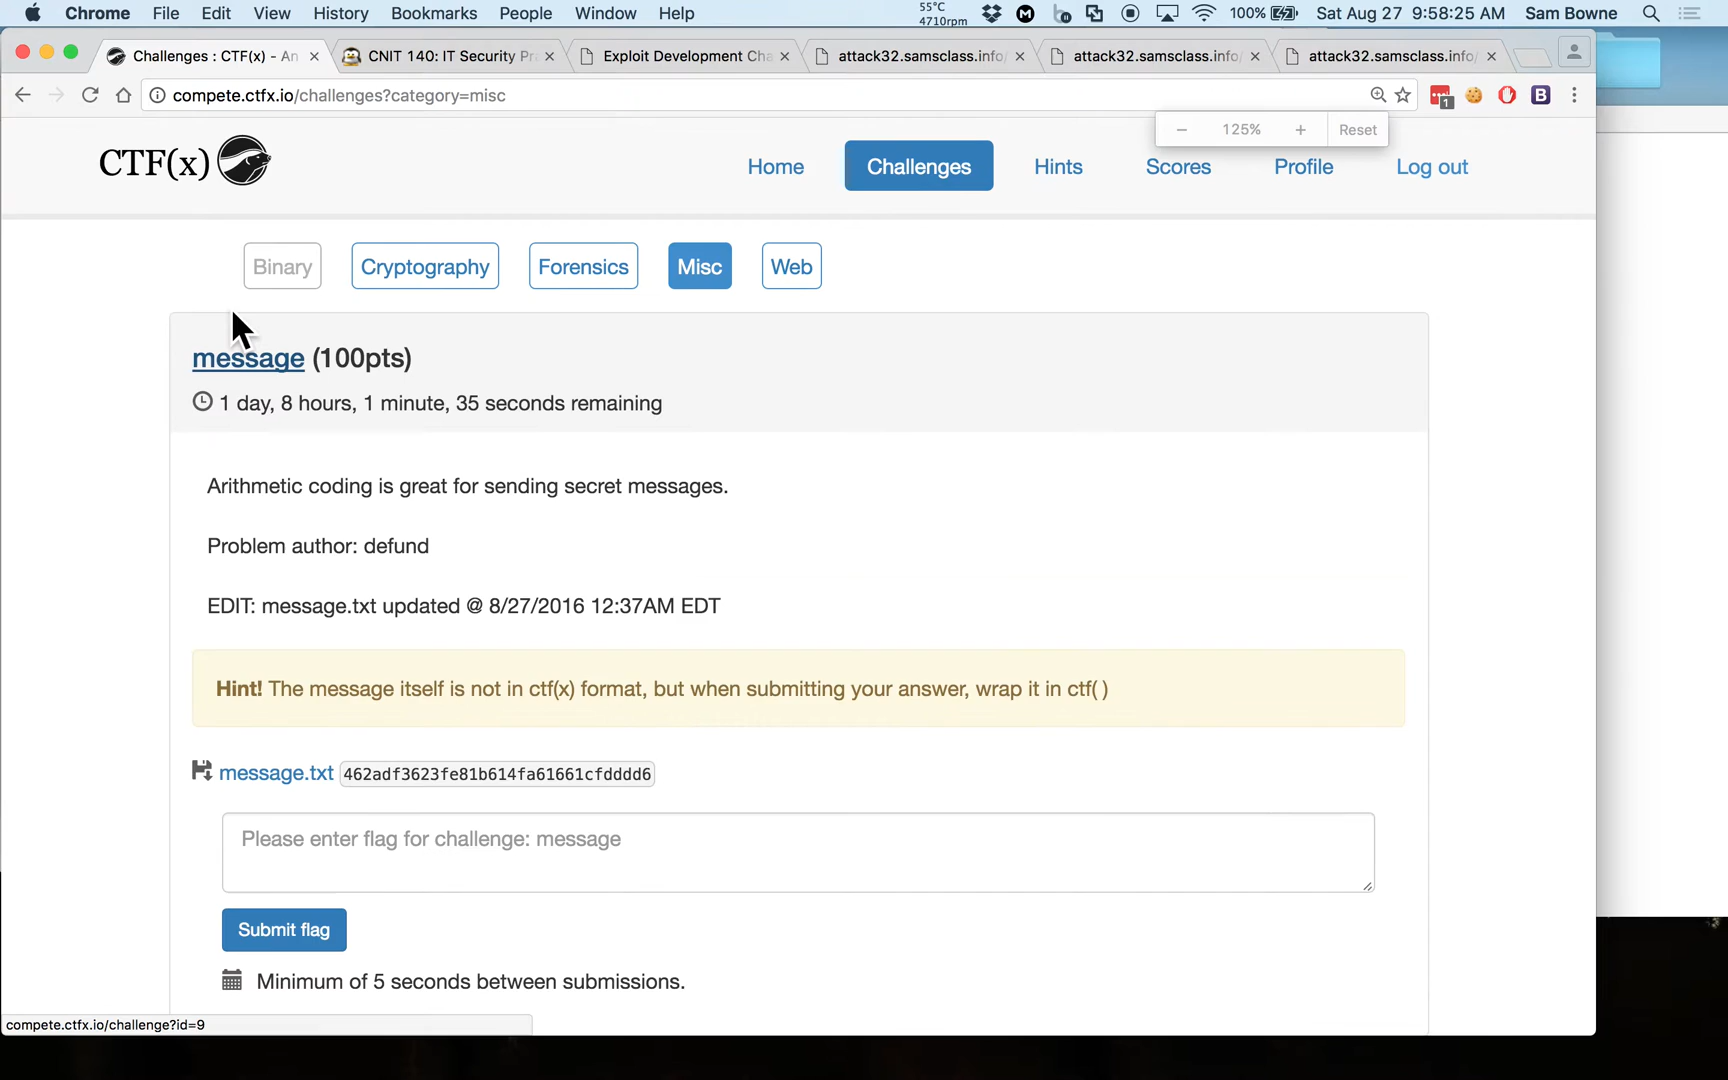 Chrome File Edit View History Bookmarks People Window Help 55°C 4710rpm 100% Sat Aug 27 9:58:25 AM Sam Bowne
Challenges : CTF(x) - An CNIT 140: IT Security Pr Exploit Development Cha attack32.samsclass.info/ attack32.samsclass.info/ attack32.samsclass.info/
compete.ctfx.io/challenges?category=misc 1 B
− 125% + Reset
CTF(x) Home Challenges Hints Scores Profile Log out
Binary Cryptography Forensics Misc Web
message (100pts)
1 day, 8 hours, 1 minute, 35 seconds remaining
Arithmetic coding is great for sending secret messages.
Problem author: defund
EDIT: message.txt updated @ 8/27/2016 12:37AM EDT
Hint! The message itself is not in ctf(x) format, but when submitting your answer, wrap it in ctf( )
message.txt 462adf3623fe81b614fa61661cfdddd6
Please enter flag for challenge: message
Submit flag
Minimum of 5 seconds between submissions.
compete.ctfx.io/challenge?id=9